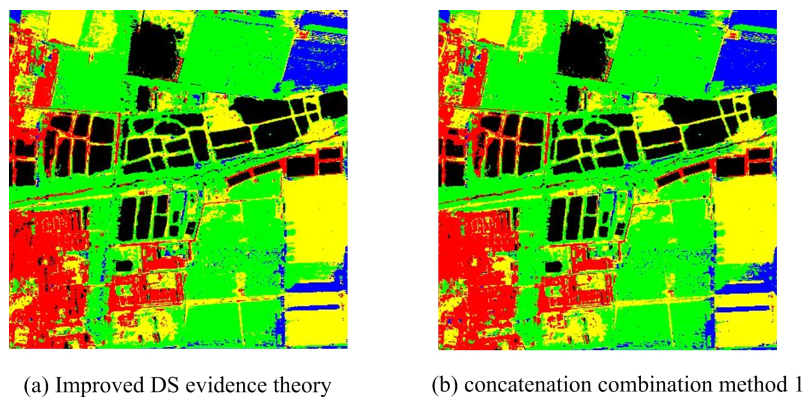 (a) Improved DS evidence theory
(b) concatenation combination method 1